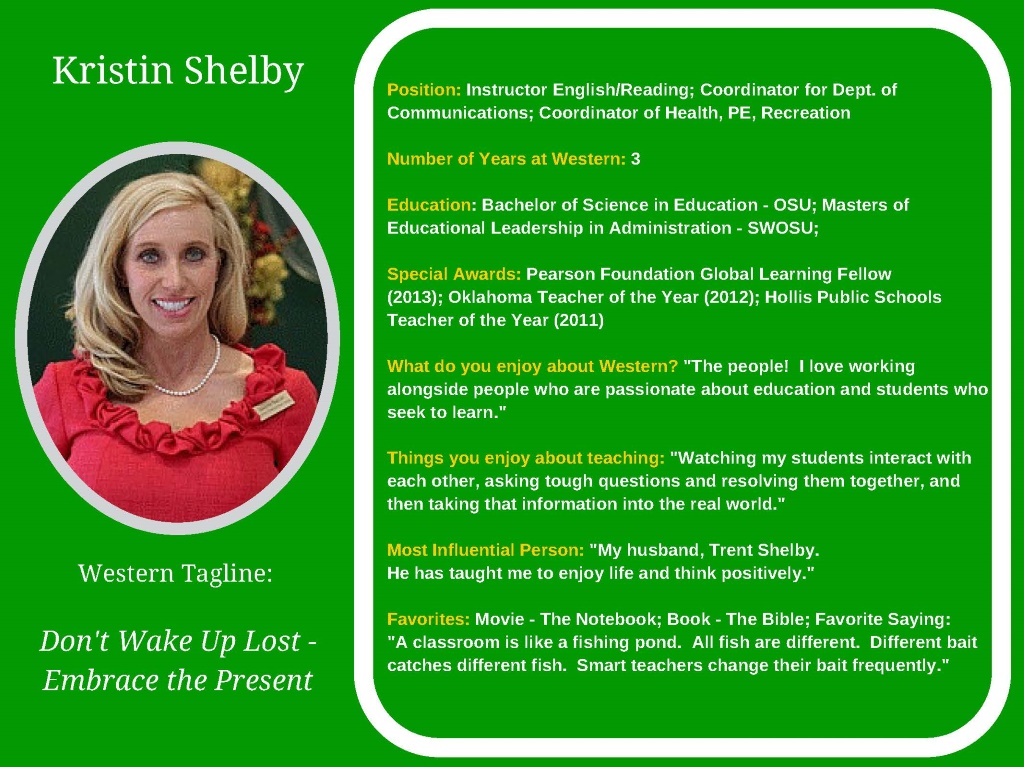 Kristin Shelby
Western Tagline:
Don't Wake Up Lost -
Embrace the Present
Position: Instructor English/Reading; Coordinator for Dept. of
Communications; Coordinator of Health, PE, Recreation
Number of Years at Western: 3
Education: Bachelor of Science in Education - OSU; Masters of
Educational Leadership in Administration - SWOSU;
Special Awards: Pearson Foundation Global Learning Fellow
(2013); Oklahoma Teacher of the Year (2012); Hollis Public Schools
Teacher of the Year (2011)
What do you enjoy about Western? "The people!  I love working
alongside people who are passionate about education and students who
seek to learn."
Things you enjoy about teaching: "Watching my students interact with
each other, asking tough questions and resolving them together, and
then taking that information into the real world."
Most Influential Person: "My husband, Trent Shelby.
He has taught me to enjoy life and think positively."
Favorites: Movie - The Notebook; Book - The Bible; Favorite Saying:
"A classroom is like a fishing pond.  All fish are different.  Different bait
catches different fish.  Smart teachers change their bait frequently."